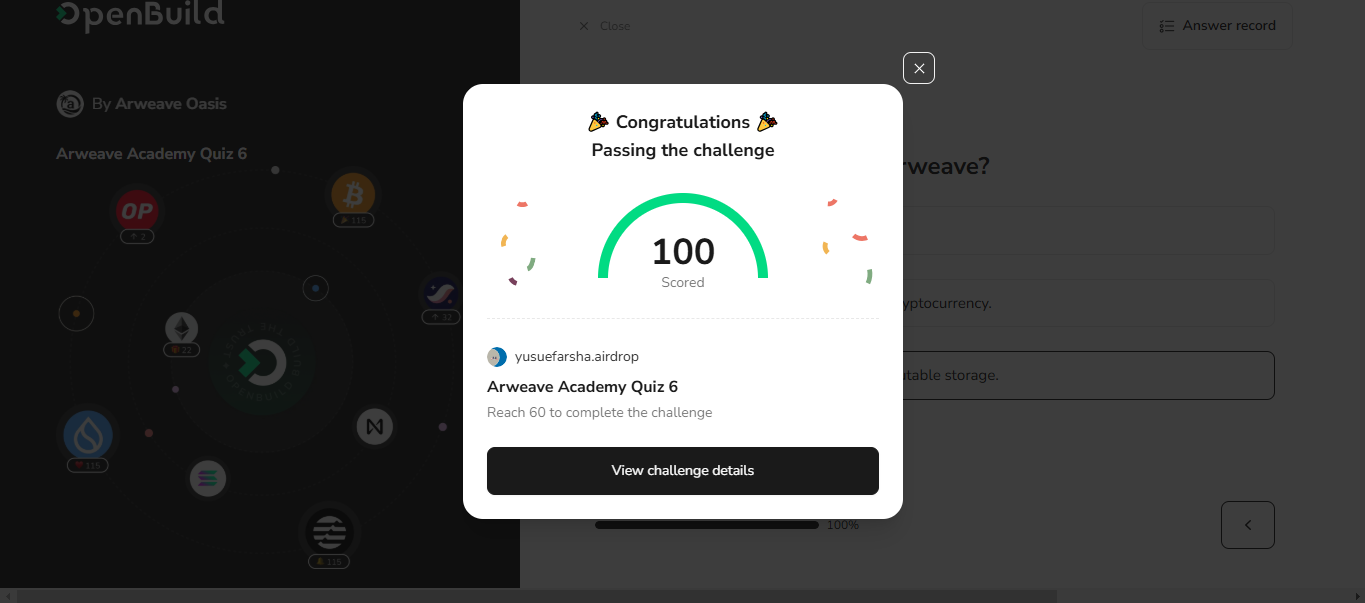 OpenBuild
By Arweave Oasis
Arweave Academy Quiz 6
OP
2
115
32
22
115
115
Close
Answer record
rweave?
yptocurrency.
utable storage.
100%
Congratulations
Passing the challenge
100
Scored
yusuefarsha.airdrop
Arweave Academy Quiz 6
Reach 60 to complete the challenge
View challenge details